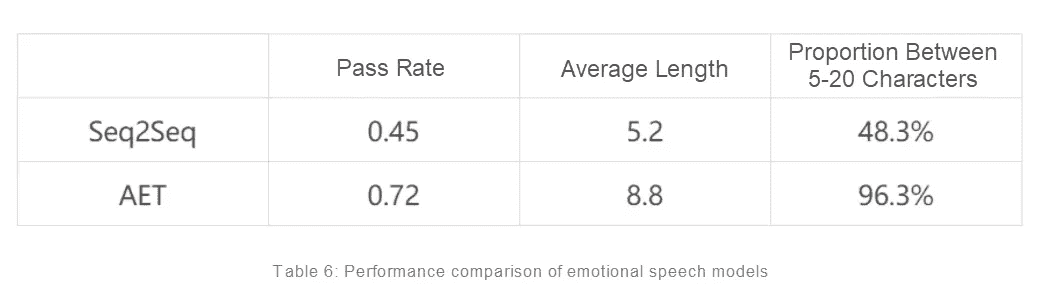 Pass Rate Average Length Proportion Between 5-20 Characters
Seq2Seq 0.45 5.2 48.3%
AET 0.72 8.8 96.3%
Table 6: Performance comparison of emotional speech models